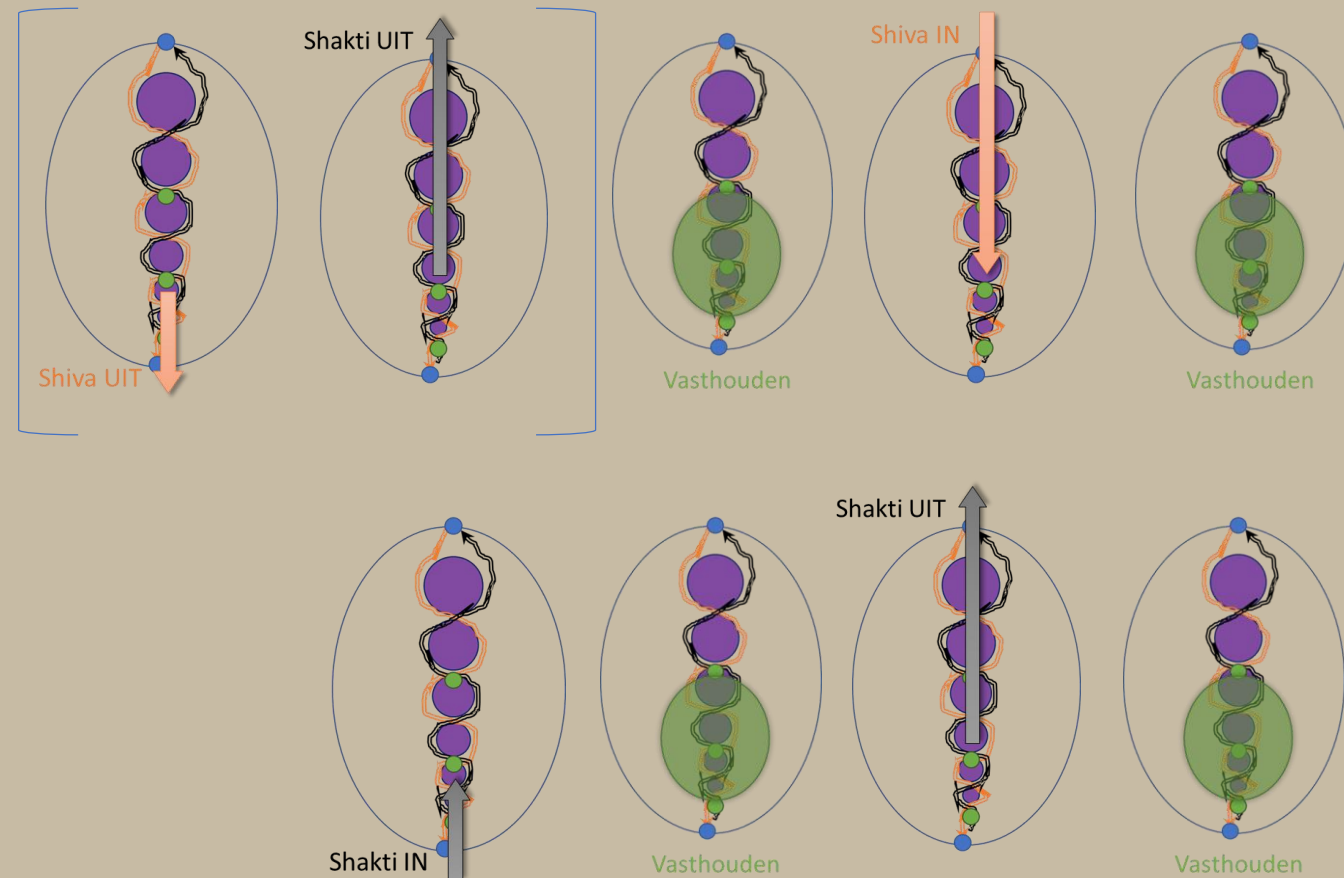 Shakti UIT
Shiva IN
Shiva UIT
Vasthouden
Vasthouden
Shakti UIT
Shakti IN
Vasthouden
Vasthouden